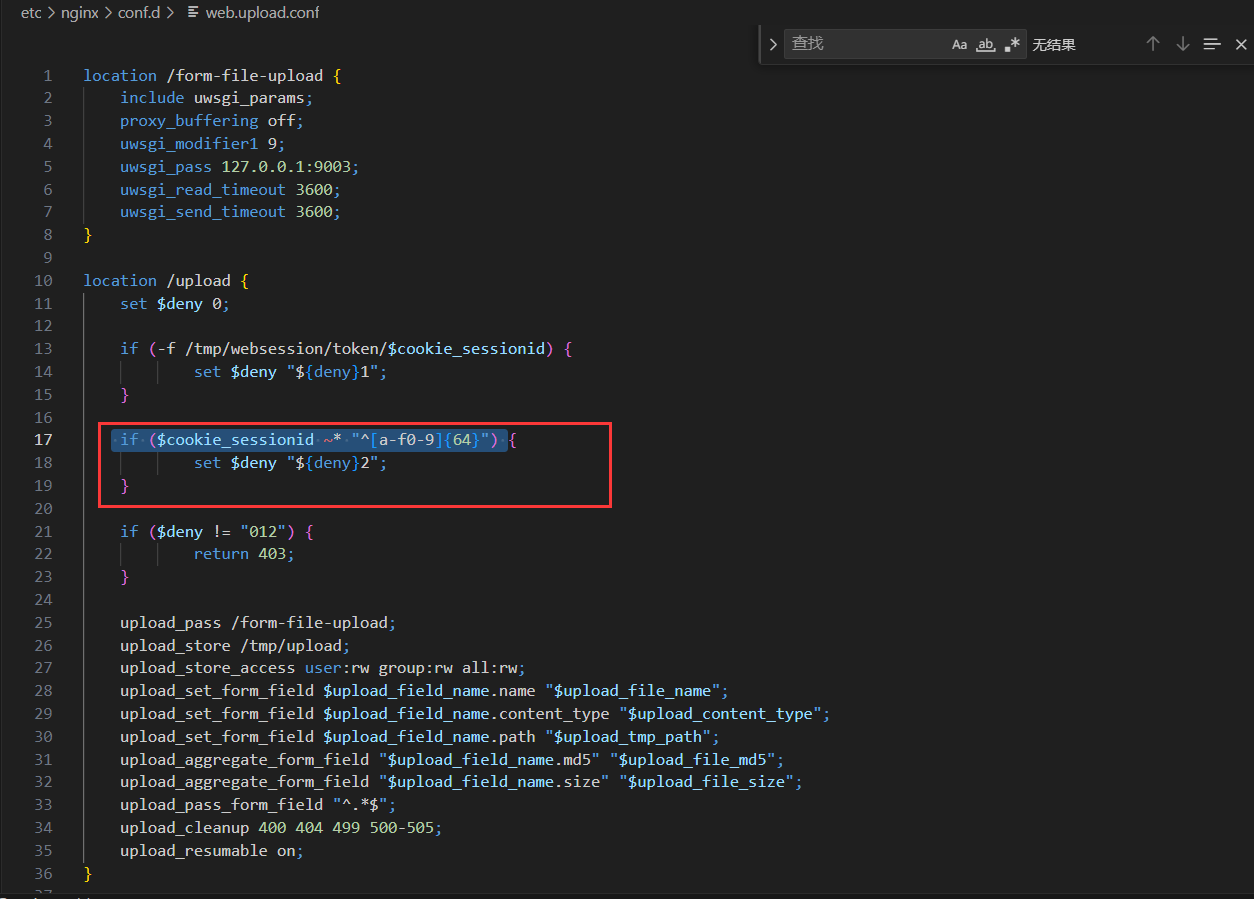 etc > nginx > conf.d > web.upload.conf
查找 Aa ab .* 无结果
1 location /form-file-upload {
2 include uwsgi_params;
3 proxy_buffering off;
4 uwsgi_modifier1 9;
5 uwsgi_pass 127.0.0.1:9003;
6 uwsgi_read_timeout 3600;
7 uwsgi_send_timeout 3600;
8 }
9
10 location /upload {
11 set $deny 0;
12
13 if (-f /tmp/websession/token/$cookie_sessionid) {
14 set $deny "${deny}1";
15 }
16
17 if ($cookie_sessionid ~* "^[a-f0-9]{64}") {
18 set $deny "${deny}2";
19 }
20
21 if ($deny != "012") {
22 return 403;
23 }
24
25 upload_pass /form-file-upload;
26 upload_store /tmp/upload;
27 upload_store_access user:rw group:rw all:rw;
28 upload_set_form_field $upload_field_name.name "$upload_file_name";
29 upload_set_form_field $upload_field_name.content_type "$upload_content_type";
30 upload_set_form_field $upload_field_name.path "$upload_tmp_path";
31 upload_aggregate_form_field "$upload_field_name.md5" "$upload_file_md5";
32 upload_aggregate_form_field "$upload_field_name.size" "$upload_file_size";
33 upload_pass_form_field "^.*$";
34 upload_cleanup 400 404 499 500-505;
35 upload_resumable on;
36 }